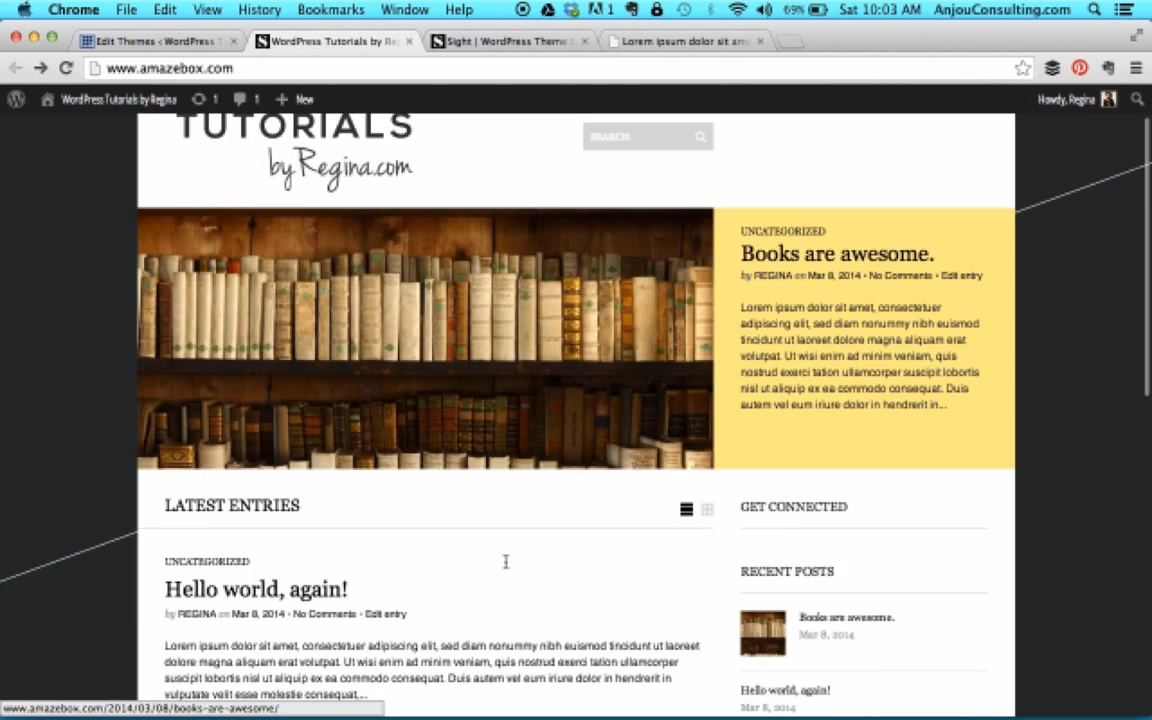 Chrome File Edit View History Bookmarks Window Help 1 69% Sat 10:03 AM AnjouConsulting.com
Edit Themes ‹ WordPress T WordPress Tutorials by Re Sight | WordPress Theme Lorem ipsum dolor sit am
www.amazebox.com
WordPress Tutorials by Regina 1 1 New Howdy, Regina
TUTORIALS
by Regina.com
SEARCH
UNCATEGORIZED
Books are awesome.
by REGINA on Mar 8, 2014 • No Comments • Edit entry
Lorem ipsum dolor sit amet, consectetuer
adipiscing elit, sed diam nonummy nibh euismod
tincidunt ut laoreet dolore magna aliquam erat
volutpat. Ut wisi enim ad minim veniam, quis
nostrud exerci tation ullamcorper suscipit lobortis
nisl ut aliquip ex ea commodo consequat. Duis
autem vel eum iriure dolor in hendrerit in...
LATEST ENTRIES
UNCATEGORIZED
Hello world, again!
by REGINA on Mar 8, 2014 • No Comments • Edit entry
Lorem ipsum dolor sit amet, consectetuer adipiscing elit, sed diam nonummy nibh euismod tincidunt ut laoreet
dolore magna aliquam erat volutpat. Ut wisi enim ad minim veniam, quis nostrud exerci tation ullamcorper
suscipit lobortis nisl ut aliquip ex ea commodo consequat. Duis autem vel eum iriure dolor in hendrerit in
vulputate velit esse molestie consequat,...
GET CONNECTED
RECENT POSTS
Books are awesome.
Mar 8, 2014
Hello world, again!
Mar 8, 2014
www.amazebox.com/2014/03/08/books-are-awesome/